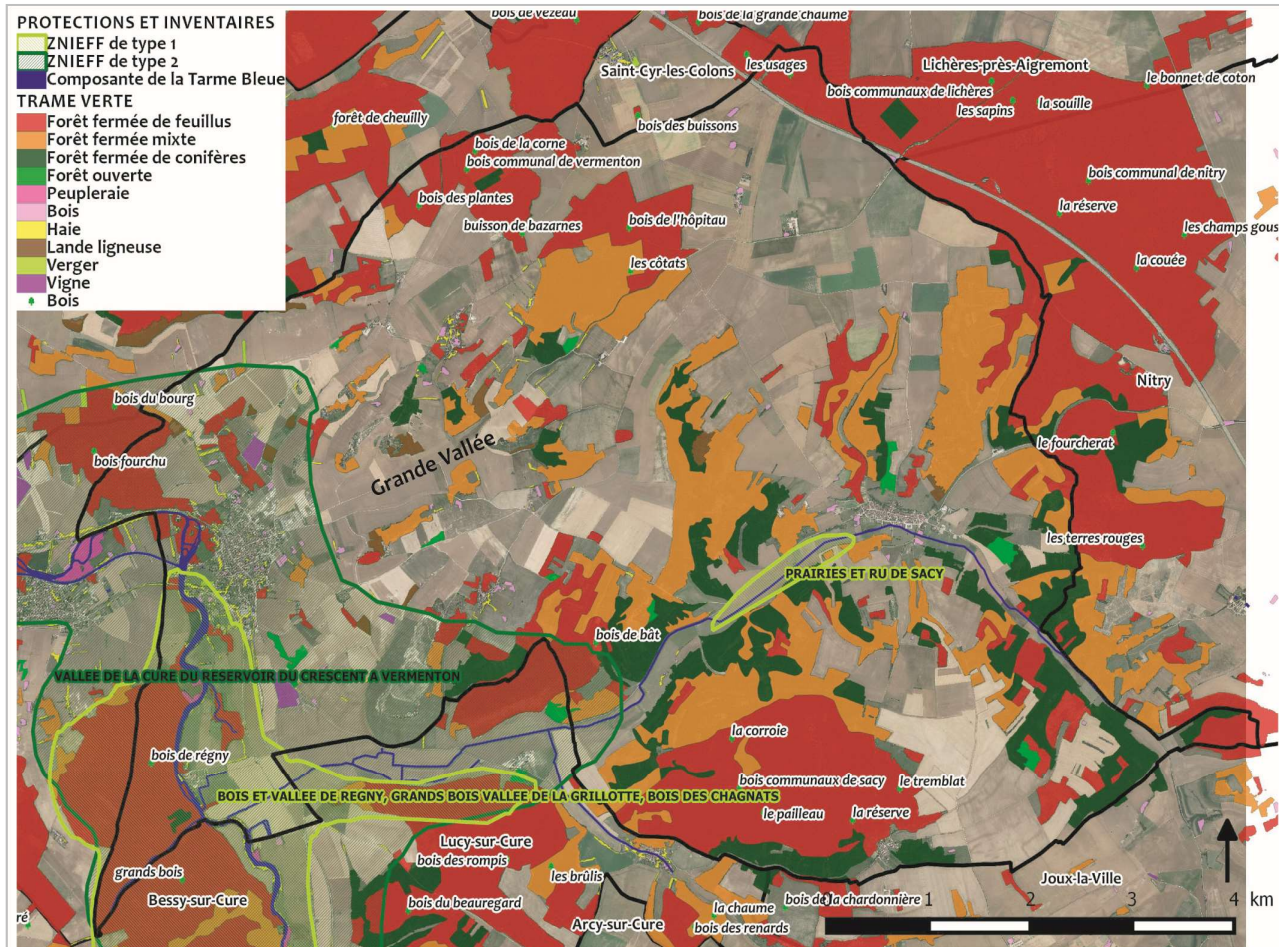 PROTECTIONS ET INVENTAIRES
ZNIEFF de type 1
ZNIEFF de type 2
Composante de la Tarme Bleue
TRAME VERTE
Forêt fermée de feuillus
Forêt fermée mixte
Forêt fermée de conifères
Forêt ouverte
Peupleraie
Bois
Haie
Lande ligneuse
Verger
Vigne
Bois
bois de vezeau
bois de la grande chaume
les usages
Saint-Cyr-les-Colons
Lichères-près-Aigremont
le bonnet de coton
bois communaux de lichères
la souille
les sapins
forêt de cheuilly
bois des buissons
bois de la corne
bois communal de vermenton
bois communal de nitry
bois des plantes
la réserve
buisson de bazarnes
bois de l'hôpitau
les champs gous
les côtats
la couée
Nitry
bois du bourg
le fourcherat
bois fourchu
Grande Vallée
les terres rouges
PRAIRIES ET RU DE SACY
bois de bât
VALLEE DE LA CURE DU RESERVOIR DU CRESCENT A VERMENTON
la corroie
bois de régny
bois communaux de sacy
le tremblat
BOIS ET VALLEE DE REGNY, GRANDS BOIS VALLEE DE LA GRILLOTTE, BOIS DES CHAGNATS
le pailleau
la réserve
Lucy-sur-Cure
bois des rompis
grands bois
les brûlis
Joux-la-Ville
Bessy-sur-Cure
bois du beauregard
la chaume
bois de la chardonnière
0 1 2 3 4 km
ré
Arcy-sur-Cure
bois des renards